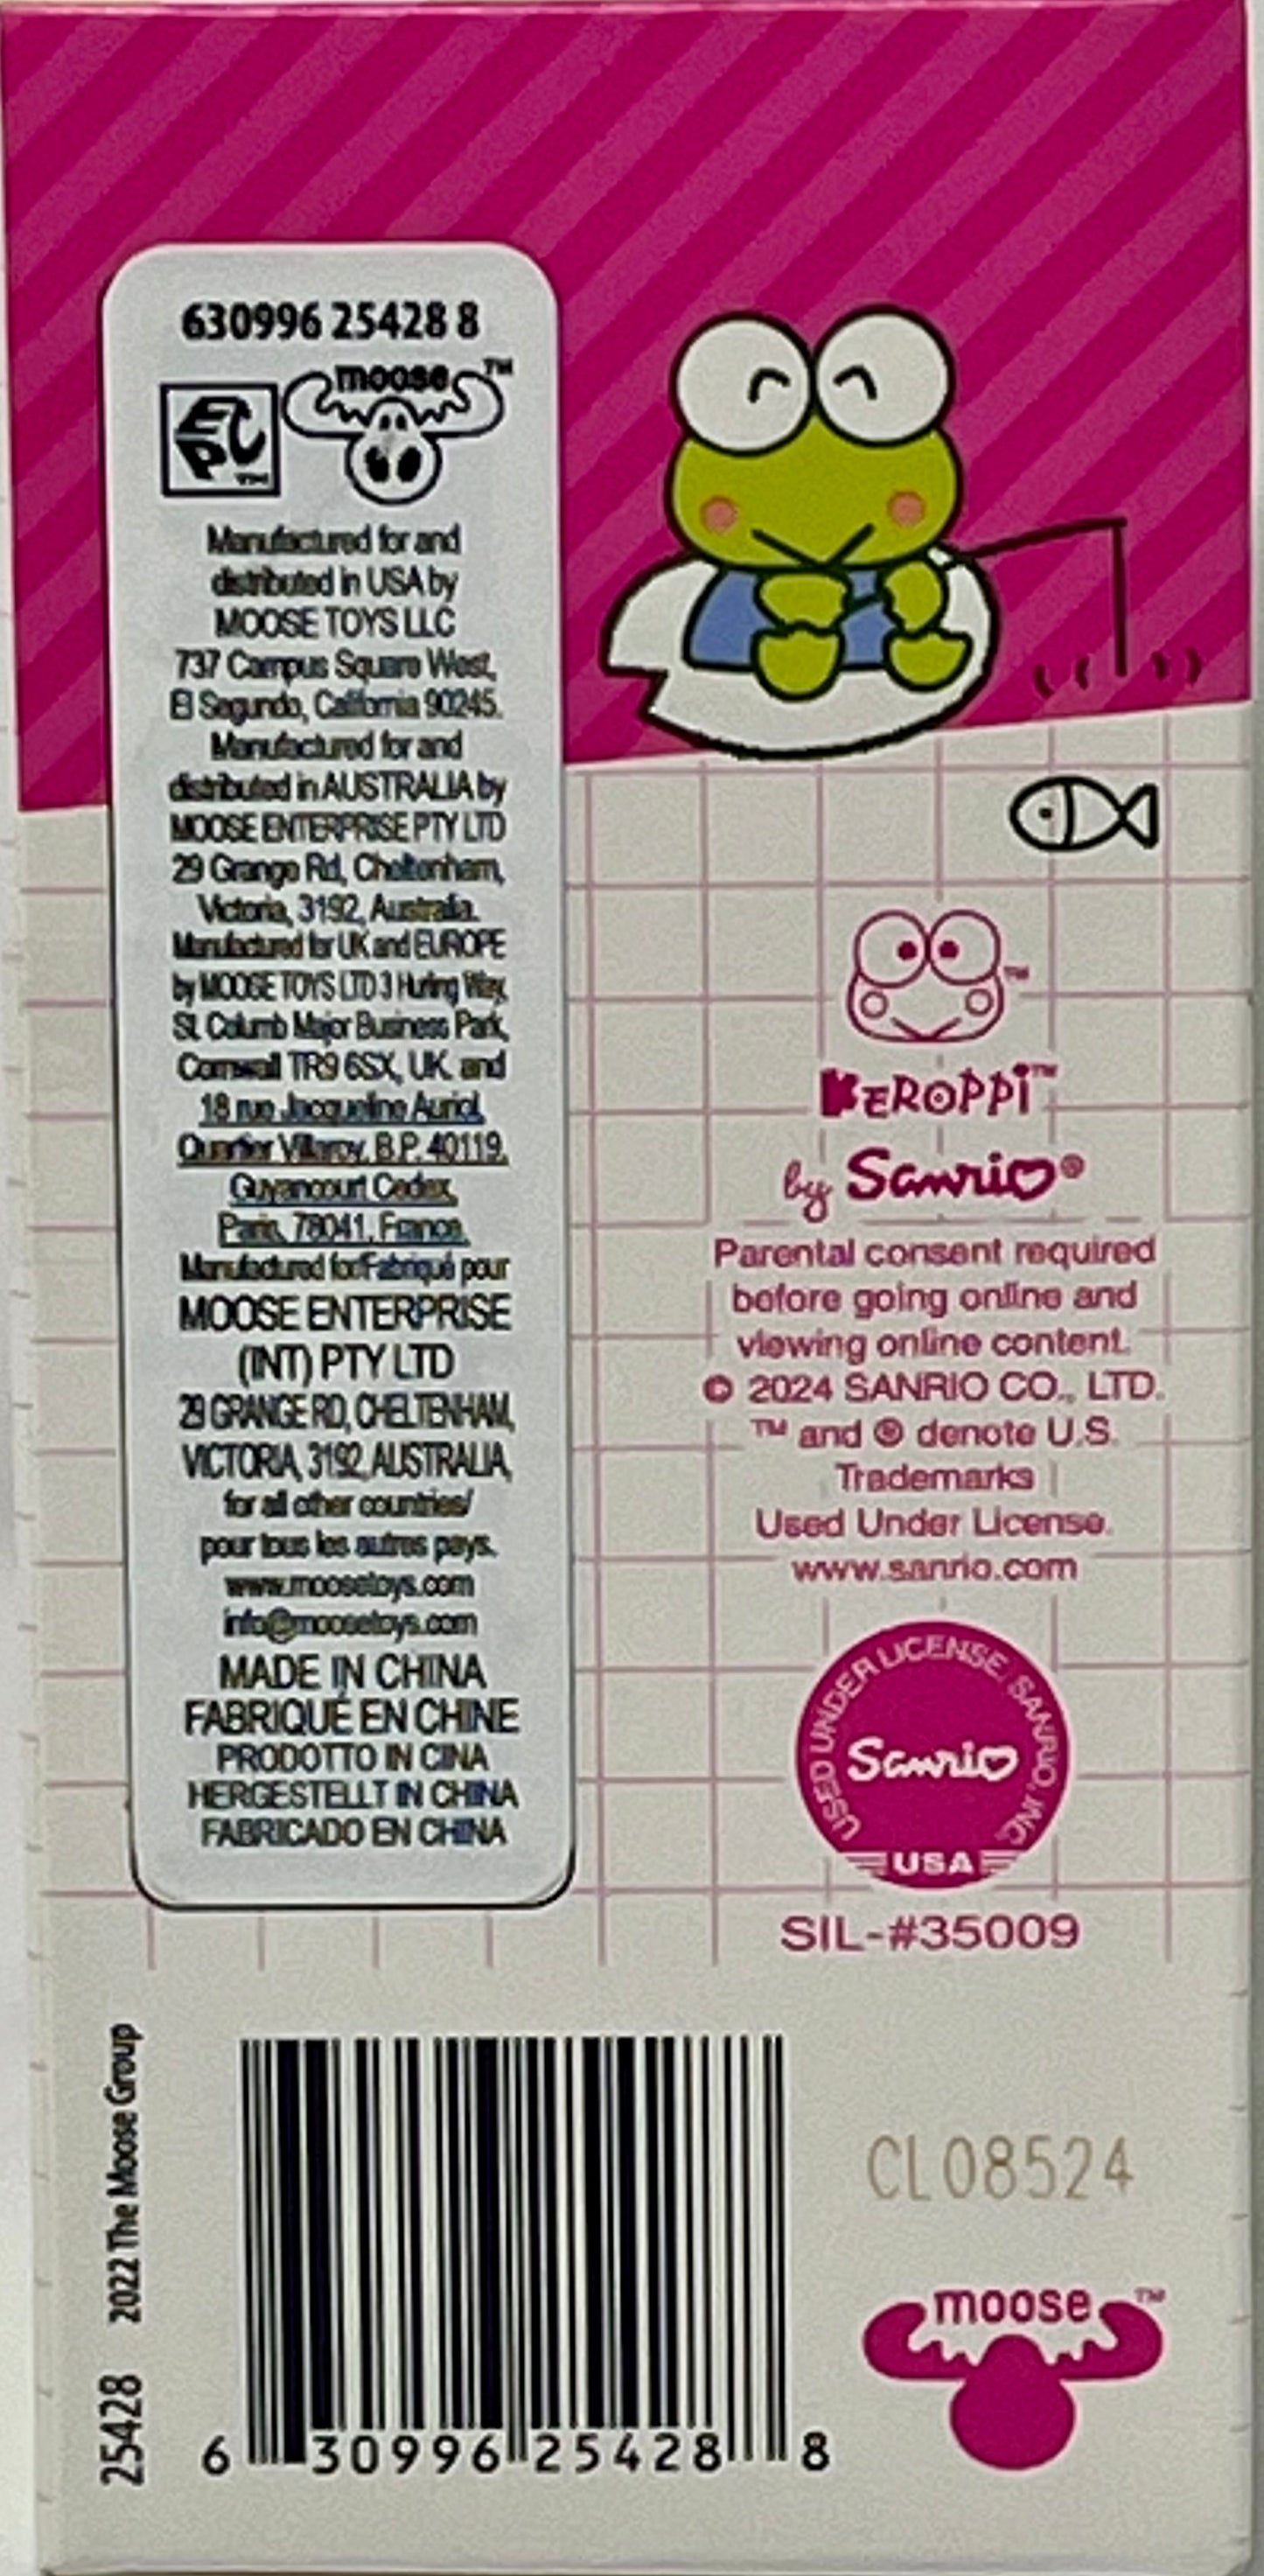 630996 25428 8
EPC™
moose™
Manufactured for and
distributed in USA by
MOOSE TOYS LLC
737 Campus Square West,
El Segundo, California 90245.
Manufactured for and
distributed in AUSTRALIA by
MOOSE ENTERPRISE PTY LTD
29 Grange Rd, Cheltenham,
Victoria, 3192, Australia.
Manufactured for UK and EUROPE
by MOOSE TOYS LTD 3 Hurling Way,
St. Columb Major Business Park,
Cornwall TR9 6SX, UK. and
18 rue Jacqueline Auriol,
Quartier Villaroy, B.P. 40119,
Guyancourt Cedex,
Paris, 78041, France.
Manufactured for/Fabriqué pour
MOOSE ENTERPRISE
(INT) PTY LTD
29 GRANGE RD, CHELTENHAM,
VICTORIA, 3192, AUSTRALIA,
for all other countries/
pour tous les autres pays.
www.moosetoys.com
info@moosetoys.com
MADE IN CHINA
FABRIQUÉ EN CHINE
PRODOTTO IN CINA
HERGESTELLT IN CHINA
FABRICADO EN CHINA
™
KEROPPI™
by Sanrio®
Parental consent required
before going online and
viewing online content.
© 2024 SANRIO CO., LTD.
™ and ® denote U.S.
Trademarks
Used Under License.
www.sanrio.com
USED UNDER LICENSE. SANRIO, INC.
Sanrio
USA
SIL-#35009
25428 2022 The Moose Group
6 30996 25428 8
CL08524
moose™